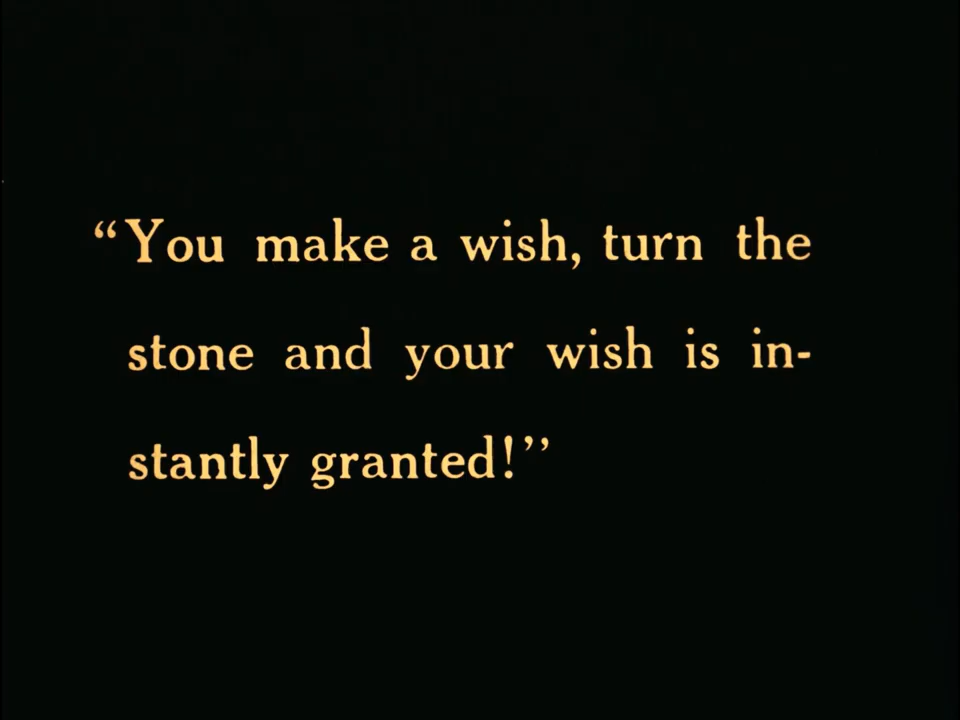 “You make a wish, turn the
stone and your wish is in-
stantly granted!’’